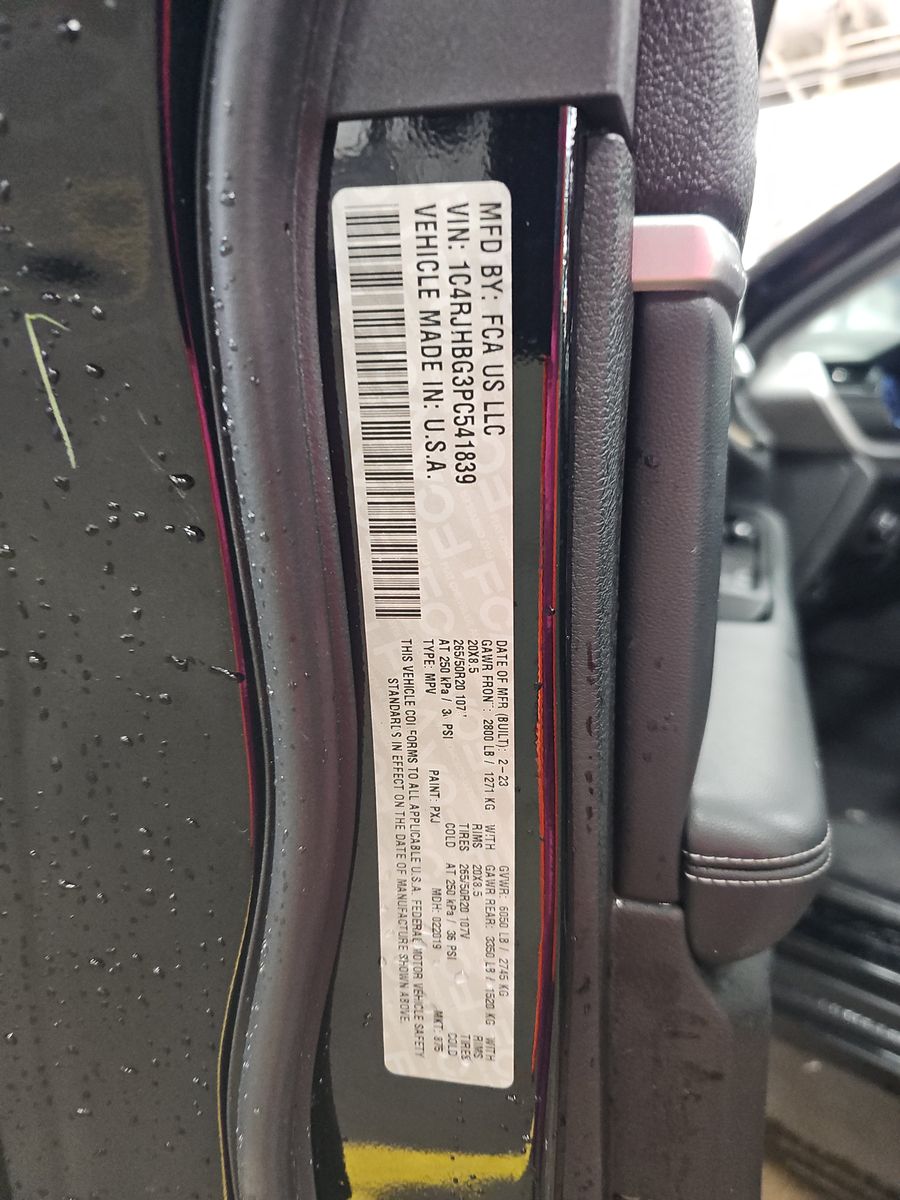 MFD BY: FCA US LLC
VIN: 1C4RJHBG3PC541839
VEHICLE MADE IN: U.S.A.
DATE OF MFR (BUILT): 2-23 GVWR: 6050 LB / 2745 KG
GAWR FRONT: 2800 LB / 1271 KG WITH GAWR REAR: 3350 LB / 1520 KG WITH
20X8.5 RIMS 20X8.5 RIMS
265/50R20 107 TIRES 265/50R20 107V TIRES
AT 250 kPa / 3 PSI COLD AT 250 kPa / 36 PSI COLD
TYPE: MPV PAINT: PXJ MDH: 022019 MKT: 875
THIS VEHICLE CONFORMS TO ALL APPLICABLE U.S.A. FEDERAL MOTOR VEHICLE SAFETY
STANDARDS IN EFFECT ON THE DATE OF MANUFACTURE SHOWN ABOVE.